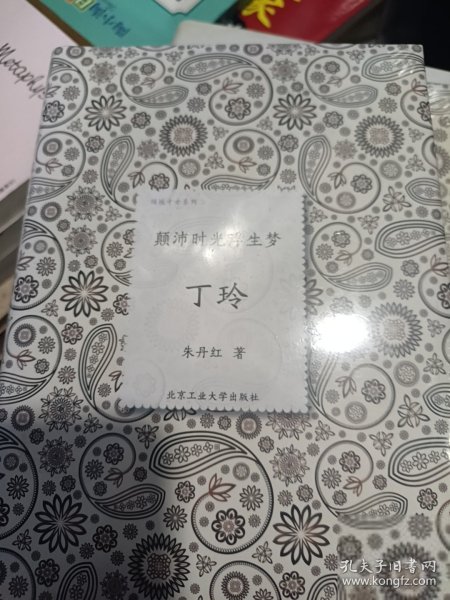 Metaphy
颠沛时光浮生梦
丁玲
朱丹红 著
北京工业大学出版社
孔夫子旧书网
www.kongfz.com